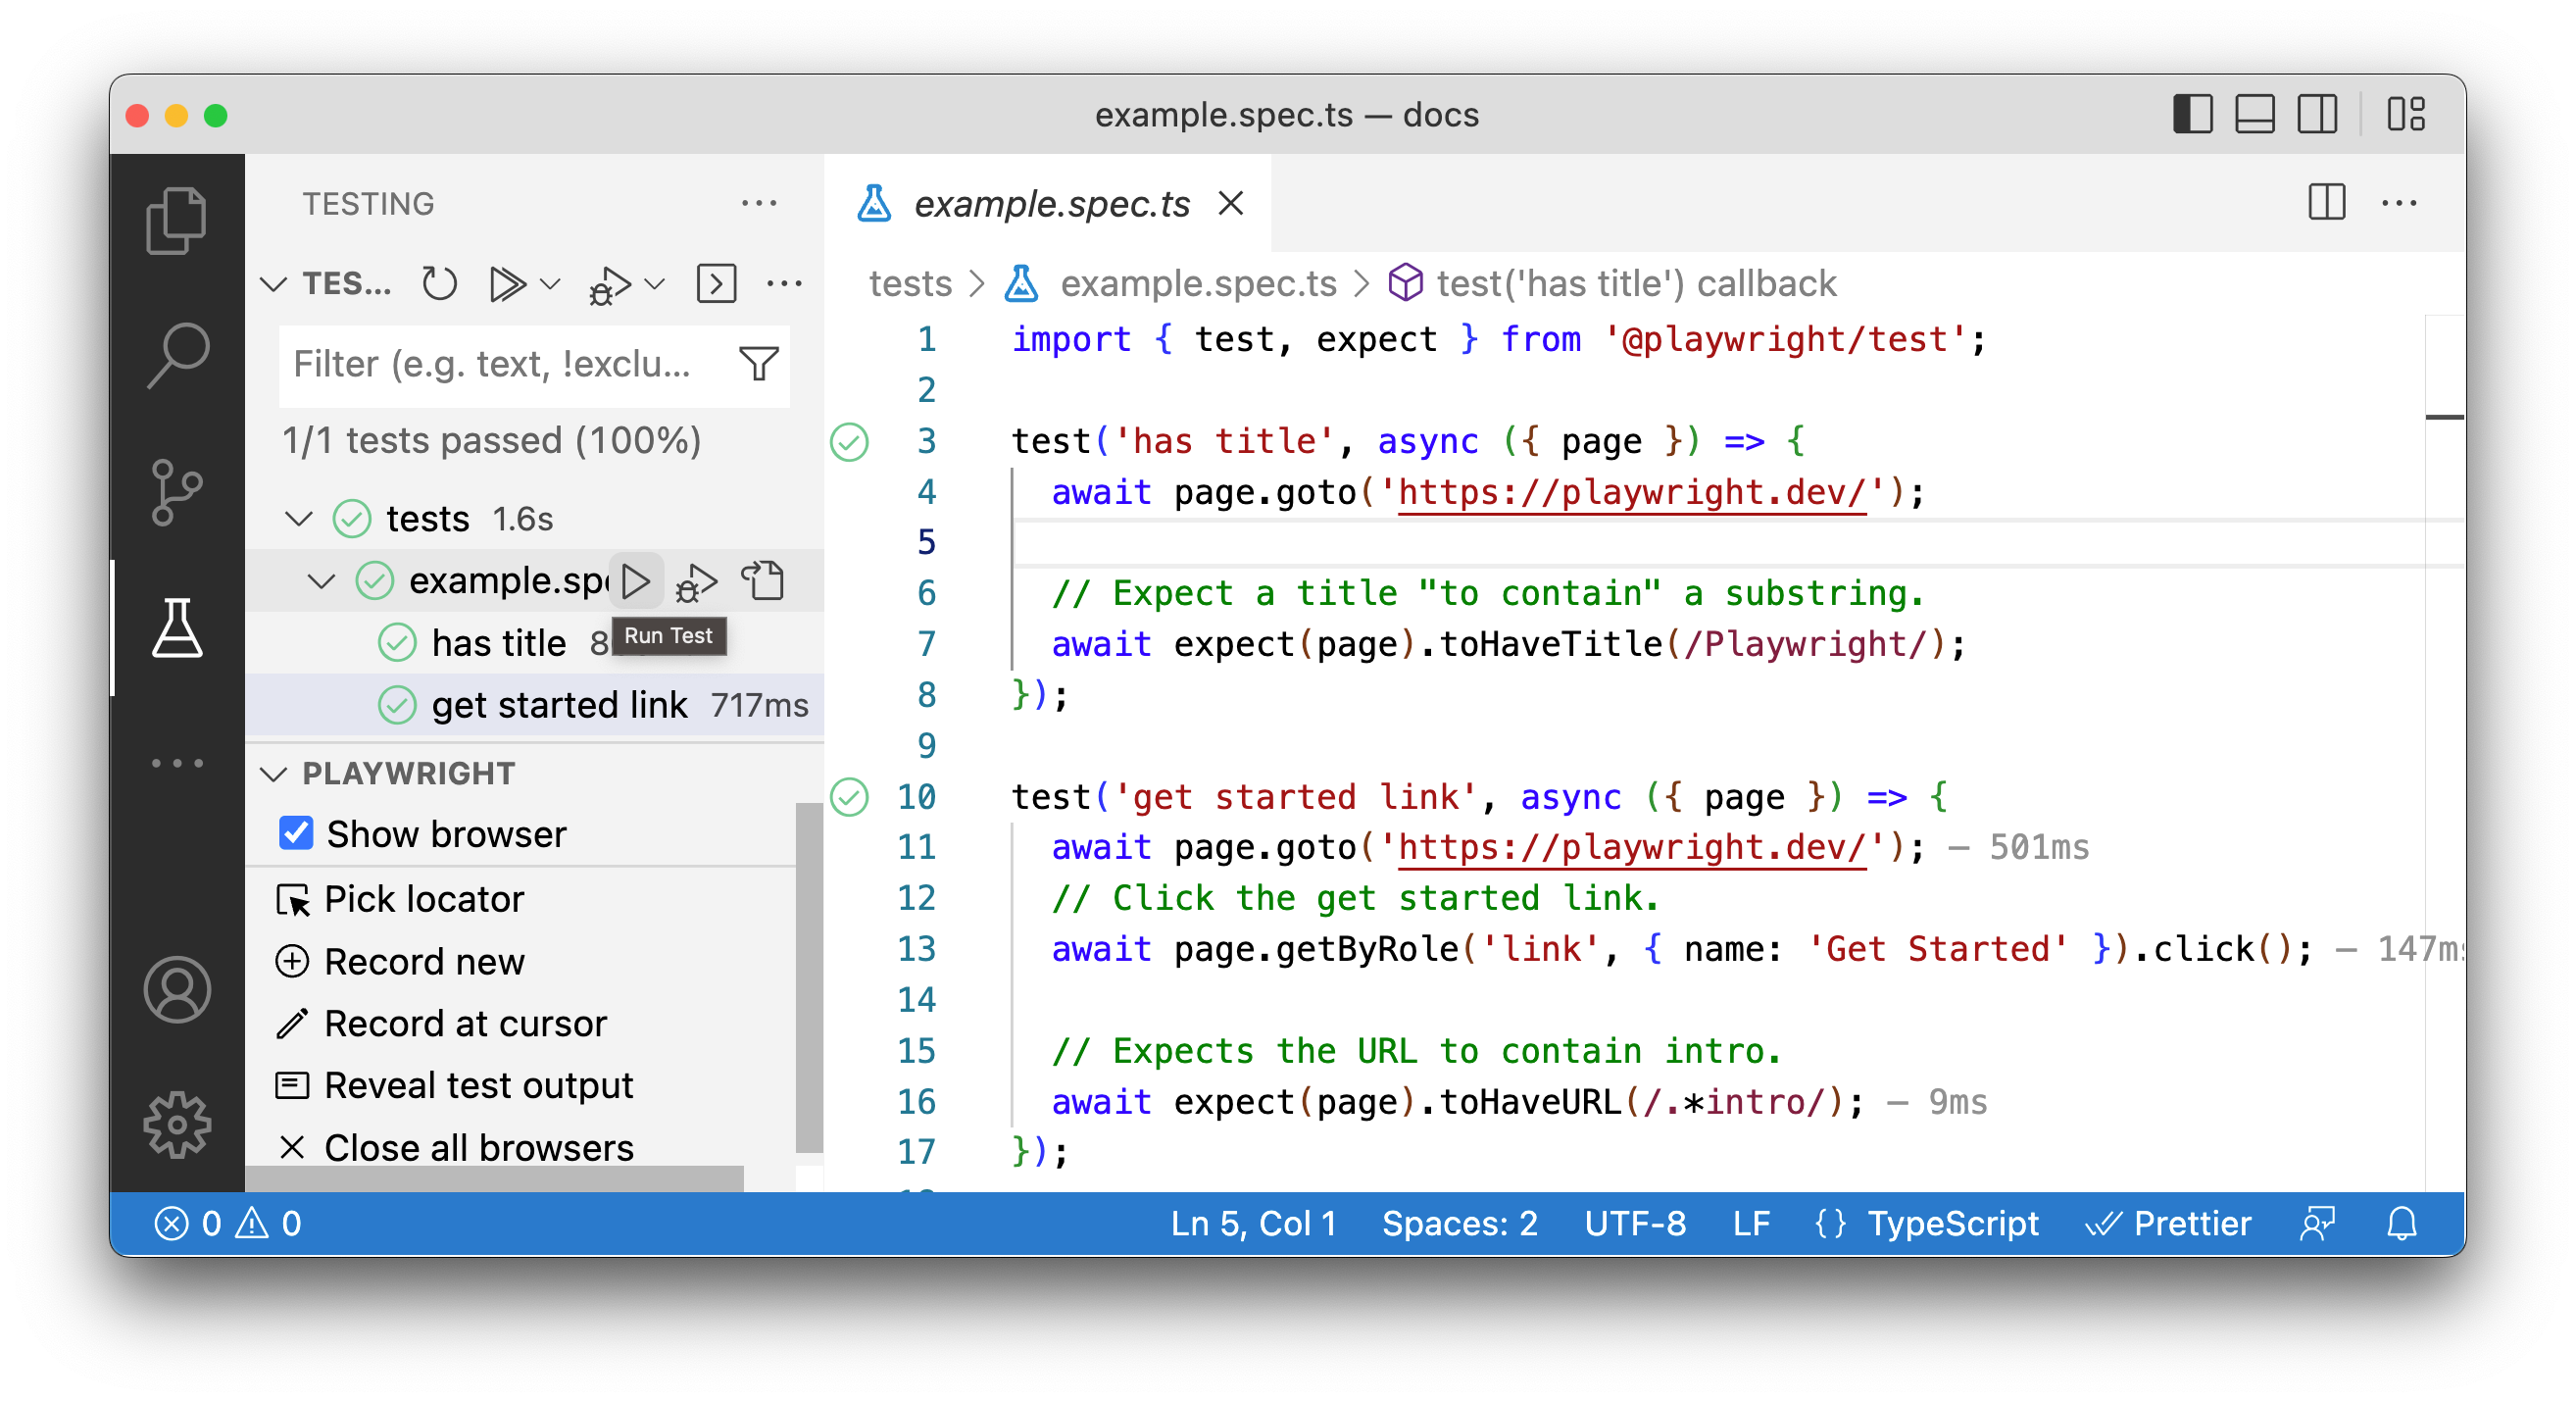 example.spec.ts — docs
TESTING
TES...
Filter (e.g. text, !exclu...
1/1 tests passed (100%)
tests 1.6s
example.spe
Run Test
has title 8
get started link 717ms
PLAYWRIGHT
Show browser
Pick locator
Record new
Record at cursor
Reveal test output
Close all browsers
example.spec.ts
tests > example.spec.ts > test('has title') callback
1 import { test, expect } from '@playwright/test';
2
3 test('has title', async ({ page }) => {
4 await page.goto('https://playwright.dev/');
5
6 // Expect a title "to contain" a substring.
7 await expect(page).toHaveTitle(/Playwright/);
8 });
9
10 test('get started link', async ({ page }) => {
11 await page.goto('https://playwright.dev/'); — 501ms
12 // Click the get started link.
13 await page.getByRole('link', { name: 'Get Started' }).click(); — 147ms
14
15 // Expects the URL to contain intro.
16 await expect(page).toHaveURL(/.*intro/); — 9ms
17 });
0 0 Ln 5, Col 1 Spaces: 2 UTF-8 LF {} TypeScript Prettier